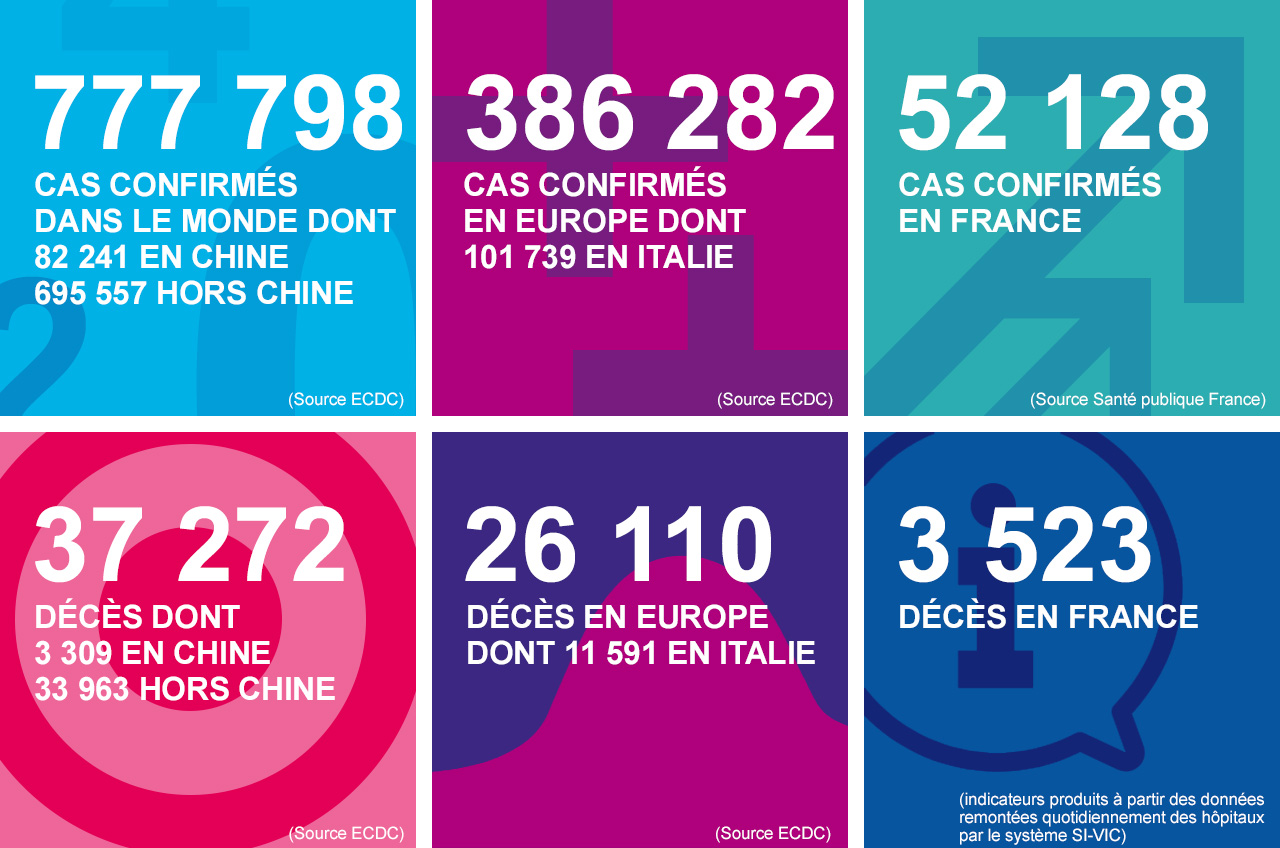 777 798
CAS CONFIRMÉS
DANS LE MONDE DONT
82 241 EN CHINE
695 557 HORS CHINE
(Source ECDC)
386 282
CAS CONFIRMÉS
EN EUROPE DONT
101 739 EN ITALIE
(Source ECDC)
52 128
CAS CONFIRMÉS
EN FRANCE
(Source Santé publique France)
37 272
DÉCÈS DONT
3 309 EN CHINE
33 963 HORS CHINE
(Source ECDC)
26 110
DÉCÈS EN EUROPE
DONT 11 591 EN ITALIE
(Source ECDC)
3 523
DÉCÈS EN FRANCE
(indicateurs produits à partir des données
remontées quotidiennement des hôpitaux
par le système SI-VIC)